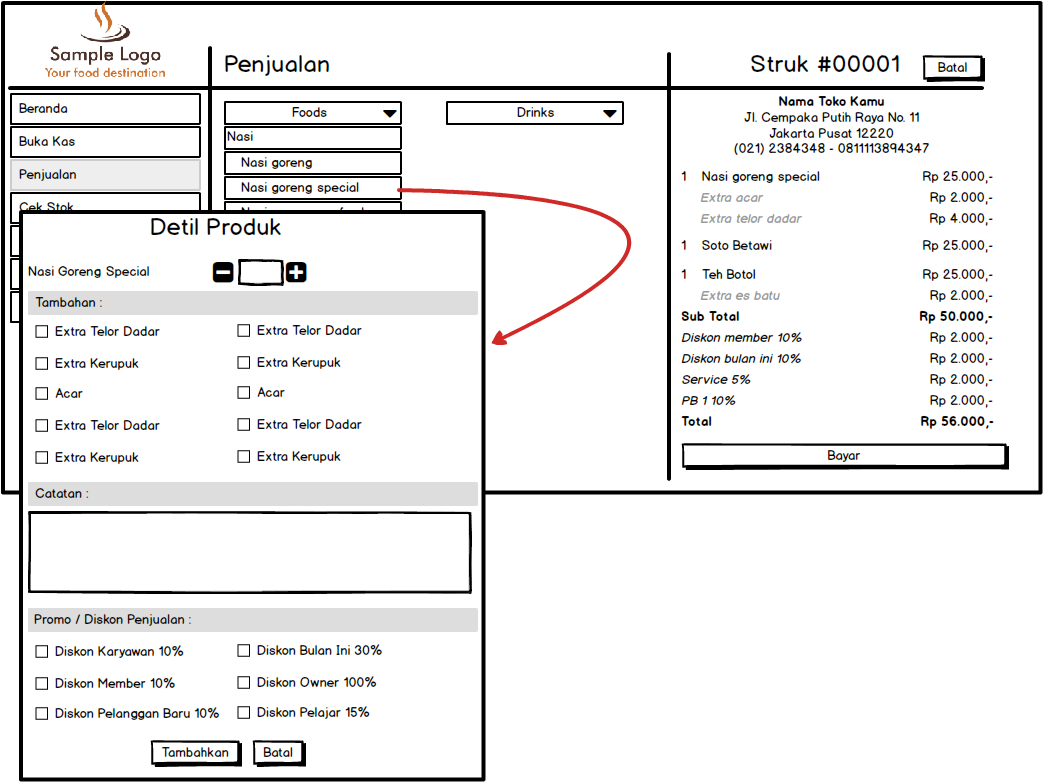 Sample Logo
Your food destination
Penjualan
Struk #00001
Batal
Beranda
Buka Kas
Penjualan
Cek Stok
Foods
Drinks
Nasi
Nasi goreng
Nasi goreng special
Nama Toko Kamu
Jl. Cempaka Putih Raya No. 11
Jakarta Pusat 12220
(021) 2384348 - 0811113894347
1 Nasi goreng special Rp 25.000,-
Extra acar Rp 2.000,-
Extra telor dadar Rp 4.000,-
1 Soto Betawi Rp 25.000,-
1 Teh Botol Rp 25.000,-
Extra es batu Rp 2.000,-
Sub Total Rp 50.000,-
Diskon member 10% Rp 2.000,-
Diskon bulan ini 10% Rp 2.000,-
Service 5% Rp 2.000,-
PB 1 10% Rp 2.000,-
Total Rp 56.000,-
Bayar
Detil Produk
Nasi Goreng Special
Tambahan :
Extra Telor Dadar Extra Telor Dadar
Extra Kerupuk Extra Kerupuk
Acar Acar
Extra Telor Dadar Extra Telor Dadar
Extra Kerupuk Extra Kerupuk
Catatan :
Promo / Diskon Penjualan :
Diskon Karyawan 10% Diskon Bulan Ini 30%
Diskon Member 10% Diskon Owner 100%
Diskon Pelanggan Baru 10% Diskon Pelajar 15%
Tambahkan Batal